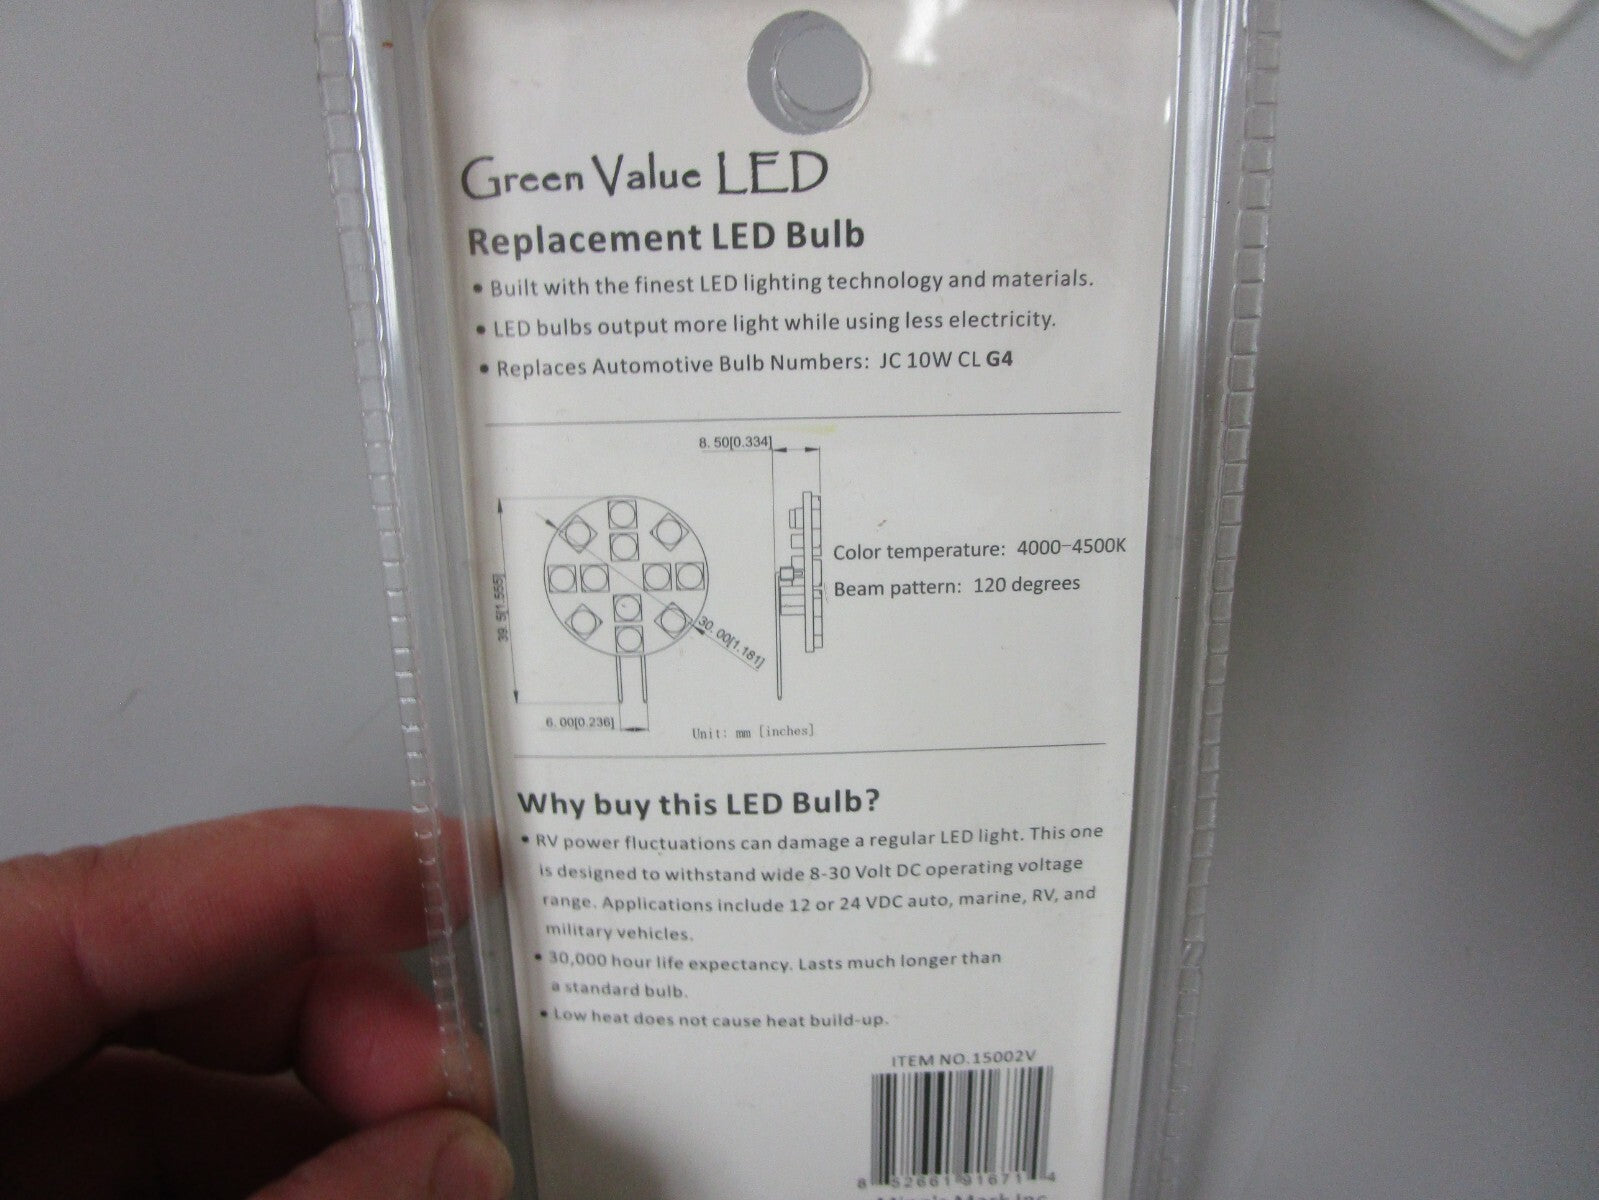 Green Value LED
Replacement LED Bulb
• Built with the finest LED lighting technology and materials.
• LED bulbs output more light while using less electricity.
• Replaces Automotive Bulb Numbers: JC 10W CL G4
8.50[0.334]
39.5[1.555]
Color temperature: 4000-4500K
Beam pattern: 120 degrees
30.00[1.181]
6.00[0.236]
Unit: mm [inches]
Why buy this LED Bulb?
• RV power fluctuations can damage a regular LED light. This one
is designed to withstand wide 8-30 Volt DC operating voltage
range. Applications include 12 or 24 VDC auto, marine, RV, and
military vehicles.
• 30,000 hour life expectancy. Lasts much longer than
a standard bulb.
• Low heat does not cause heat build-up.
ITEM NO.15002V
8 52661 91671 4